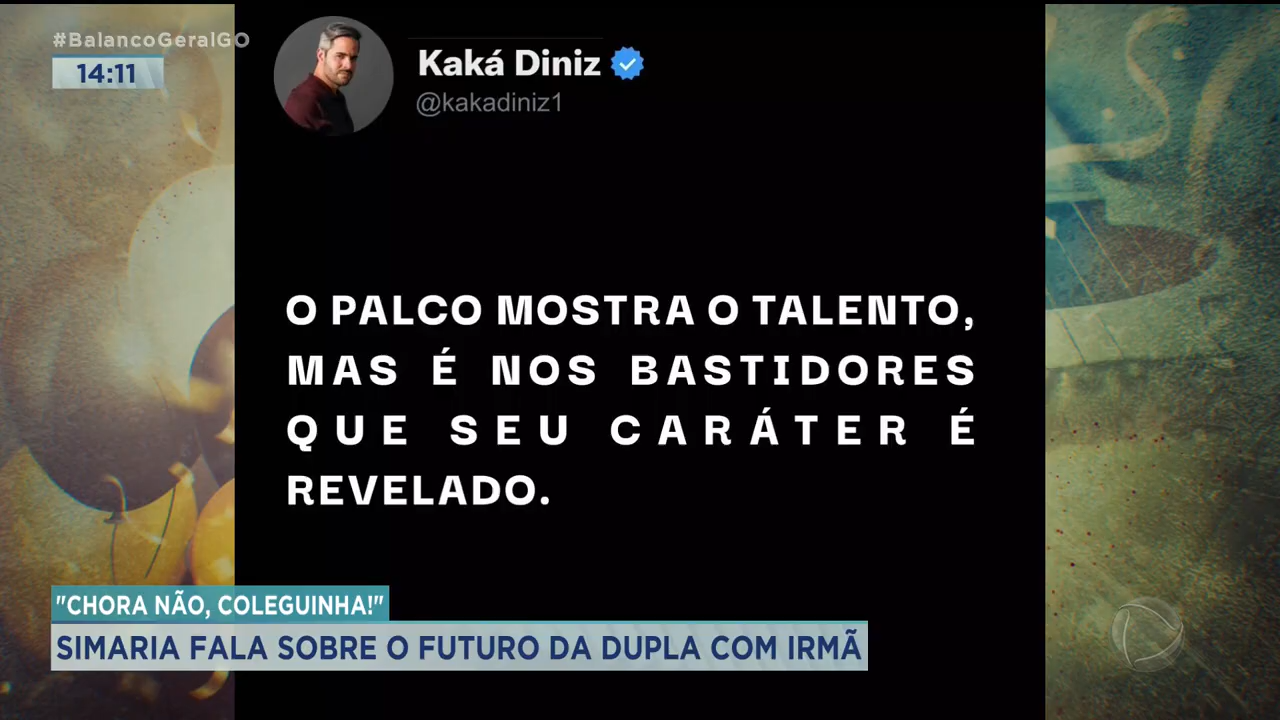 #BalancoGeralGO
14:11
Kaká Diniz
@kakadiniz1
O PALCO MOSTRA O TALENTO,
MAS É NOS BASTIDORES
QUE SEU CARÁTER É
REVELADO.
"CHORA NÃO, COLEGUINHA!"
SIMARIA FALA SOBRE O FUTURO DA DUPLA COM IRMÃ